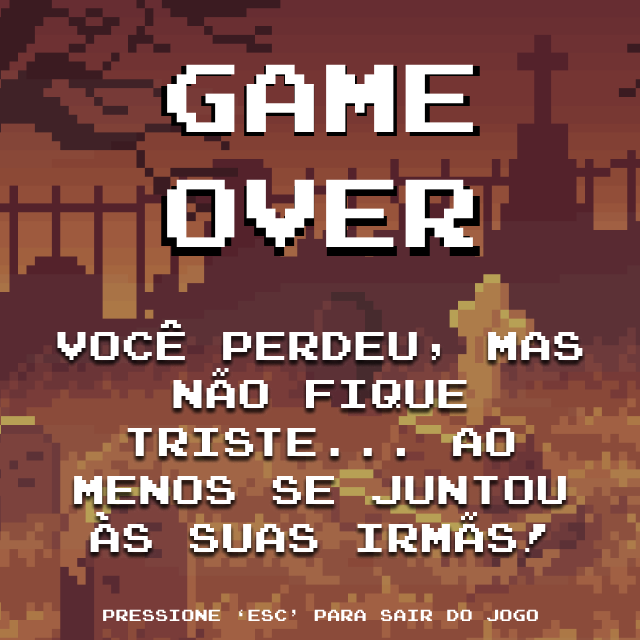 GAME
OVER
VOCÊ PERDEU, MAS
NÃO FIQUE
TRISTE... AO
MENOS SE JUNTOU
ÀS SUAS IRMÃS!
PRESSIONE ‘ESC’ PARA SAIR DO JOGO